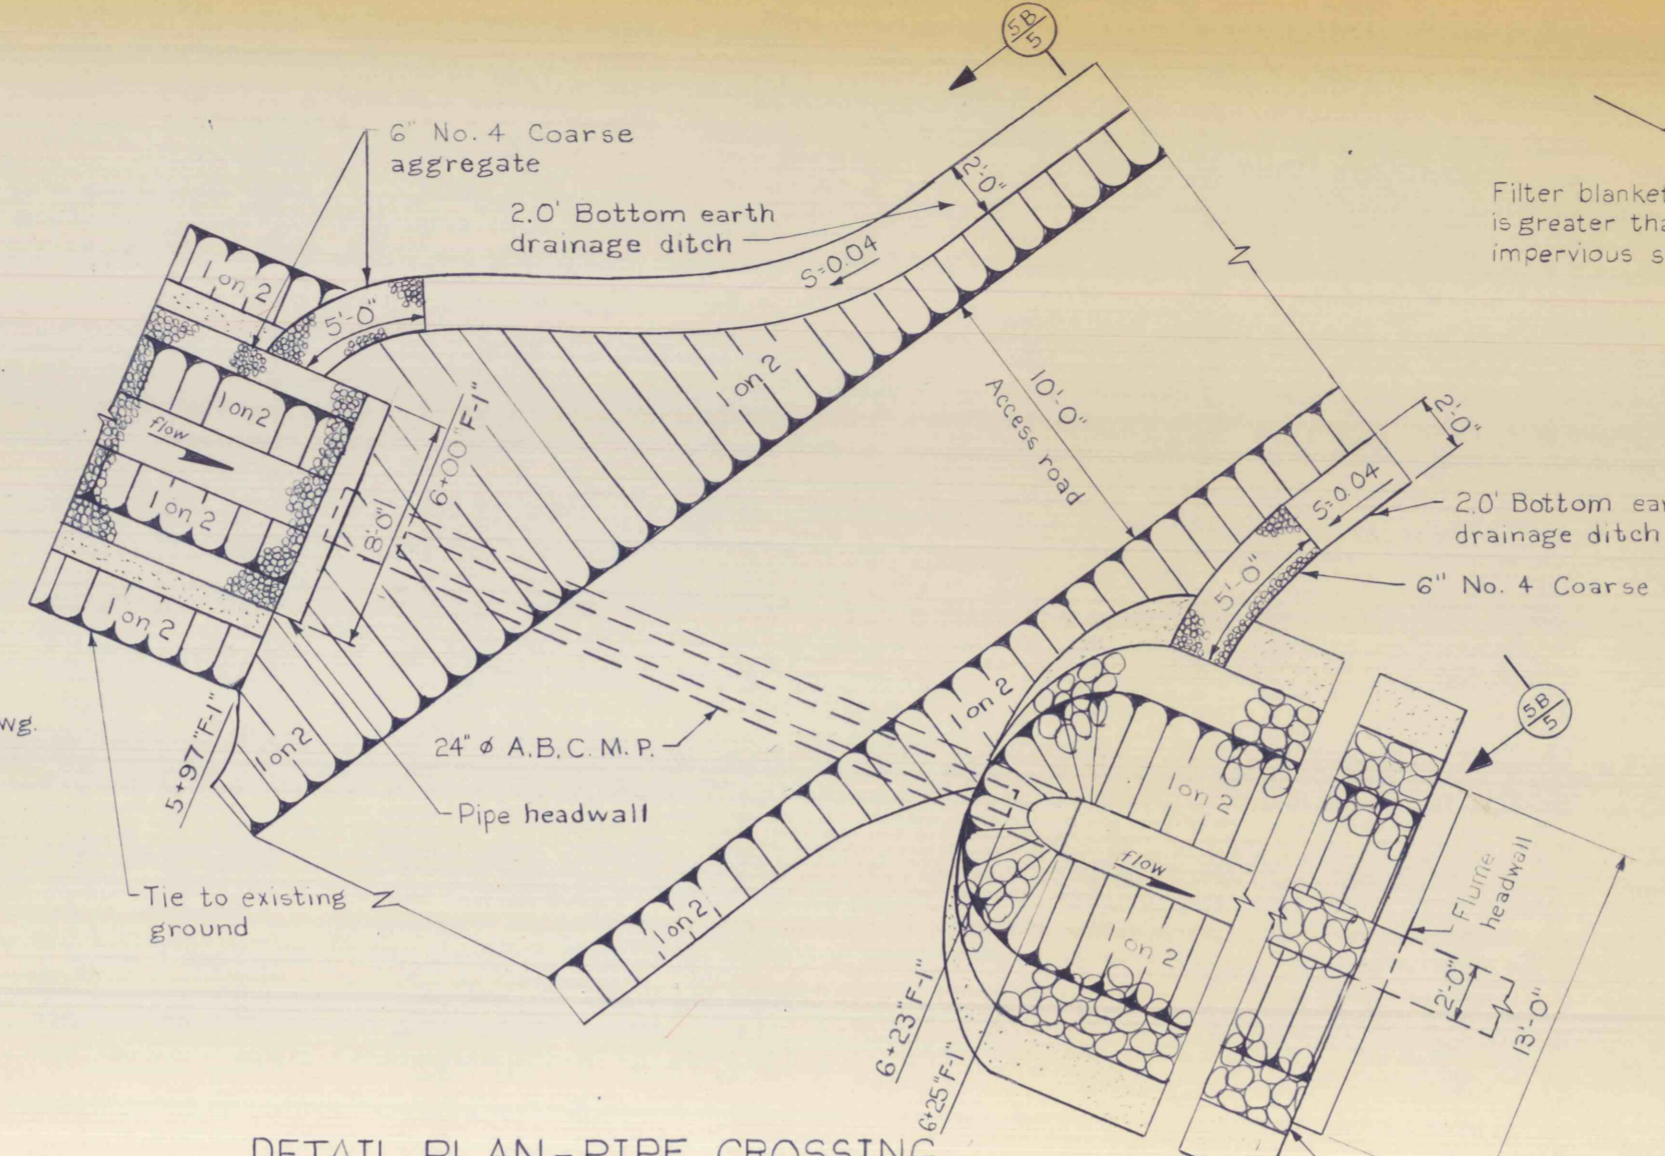 5B
5
6" No. 4 Coarse
aggregate
2.0' Bottom earth
drainage ditch
2'-0"
S=0.04
Filter blanket
is greater tha
impervious s
1 on 2
5'-0"
1 on 2
flow
1 on 2
1 on 2
8'-0"
6+00 "F-1"
1 on 2
10'-0"
Access road
2'-0"
S=0.04
2.0' Bottom ear
drainage ditch
5'-0"
6" No. 4 Coarse
5B
5
wg.
5+97 "F-1"
1 on 2
24" ø A.B.C.M.P.
Pipe headwall
1 on 2
1 on 2
flow
1 on 2
Tie to existing
ground
1 on 2
Flume
headwall
2'-0"
13'-0"
6+23 "F-1"
6+25 "F-1"
DETAIL PLAN-PIPE CROSSING